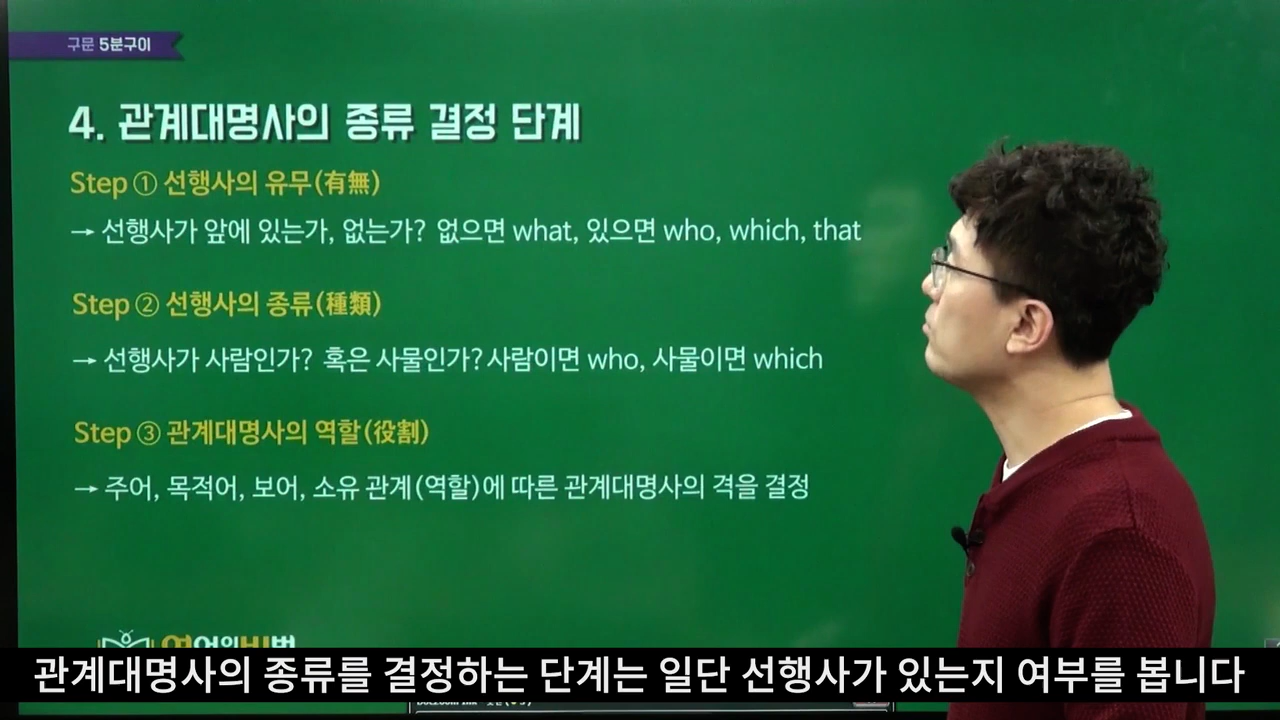 구문 5분구이
4. 관계대명사의 종류 결정 단계
Step ① 선행사의 유무(有無)
→ 선행사가 앞에 있는가, 없는가? 없으면 what, 있으면 who, which, that
Step ② 선행사의 종류(種類)
→ 선행사가 사람인가? 혹은 사물인가? 사람이면 who, 사물이면 which
Step ③ 관계대명사의 역할(役割)
→ 주어, 목적어, 보어, 소유 관계(역할)에 따른 관계대명사의 격을 결정
영어의비법
관계대명사의 종류를 결정하는 단계는 일단 선행사가 있는지 여부를 봅니다